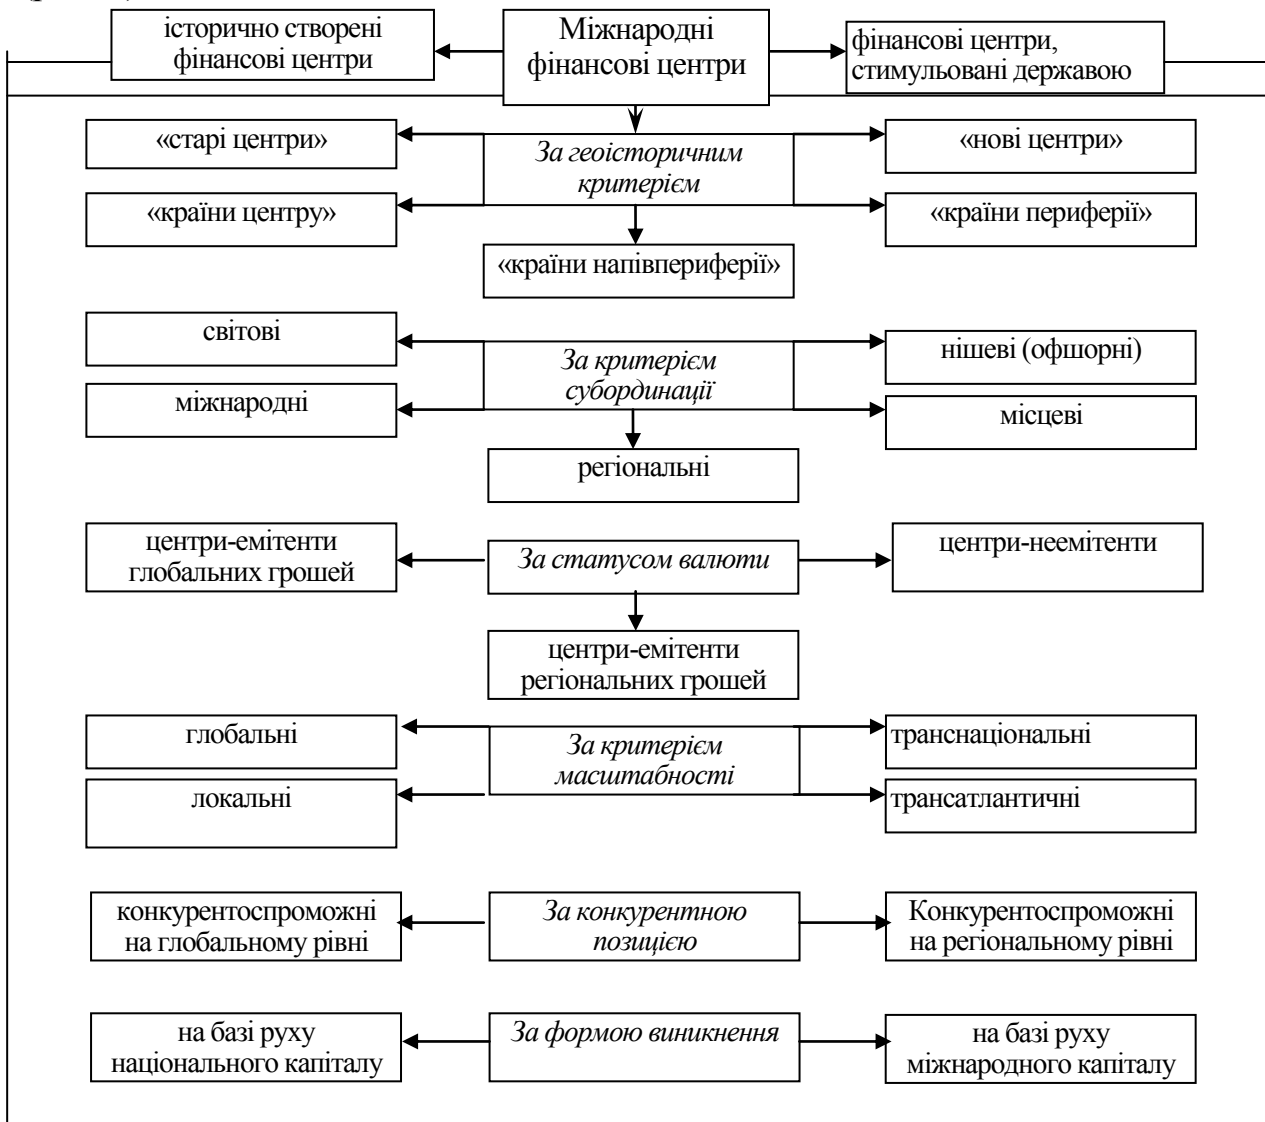 історично створені
фінансові центри
Міжнародні
фінансові центри
фінансові центри,
стимульовані державою
«старі центри»
За геоісторичним
критерієм
«нові центри»
«країни центру»
«країни периферії»
«країни напівпериферії»
світові
За критерієм
субординації
нішеві (офшорні)
міжнародні
місцеві
регіональні
центри-емітенти
глобальних грошей
За статусом валюти
центри-неемітенти
центри-емітенти
регіональних грошей
глобальні
За критерієм
масштабності
транснаціональні
локальні
трансатлантичні
конкурентоспроможні
на глобальному рівні
За конкурентною
позицією
Конкурентоспроможні
на регіональному рівні
на базі руху
національного капіталу
За формою виникнення
на базі руху
міжнародного капіталу